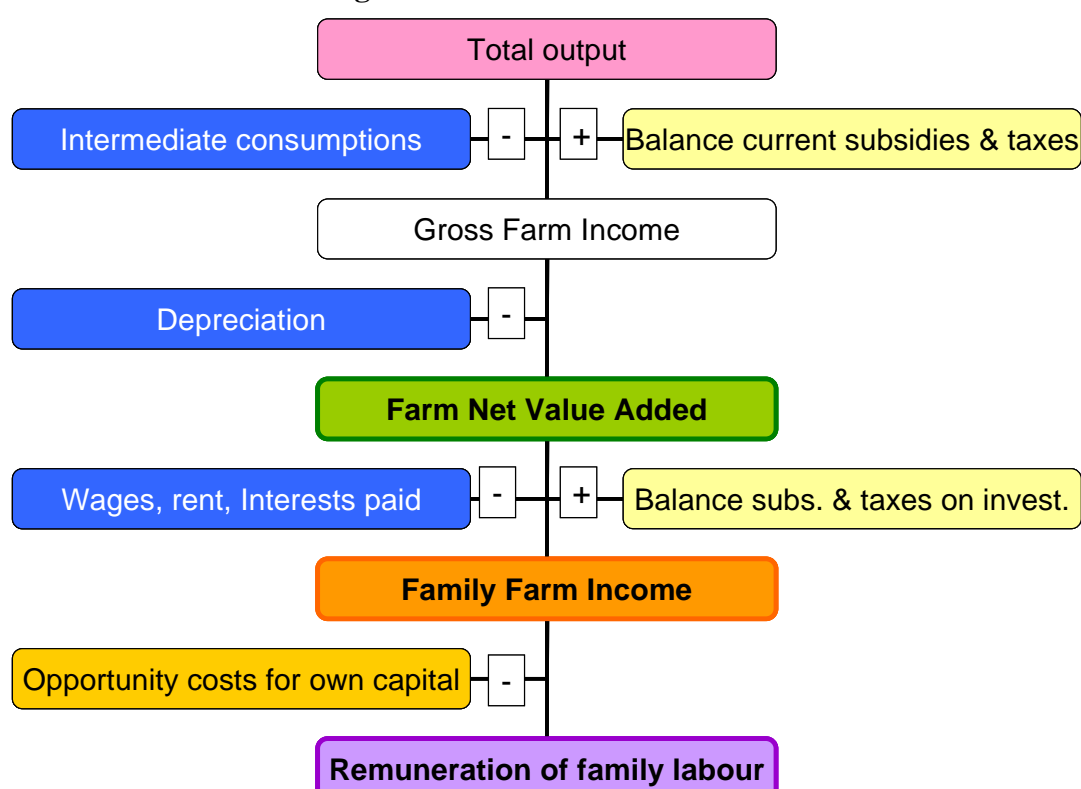 Total output
Intermediate consumptions - + Balance current subsidies & taxes
Gross Farm Income
Depreciation -
Farm Net Value Added
Wages, rent, Interests paid - + Balance subs. & taxes on invest.
Family Farm Income
Opportunity costs for own capital -
Remuneration of family labour